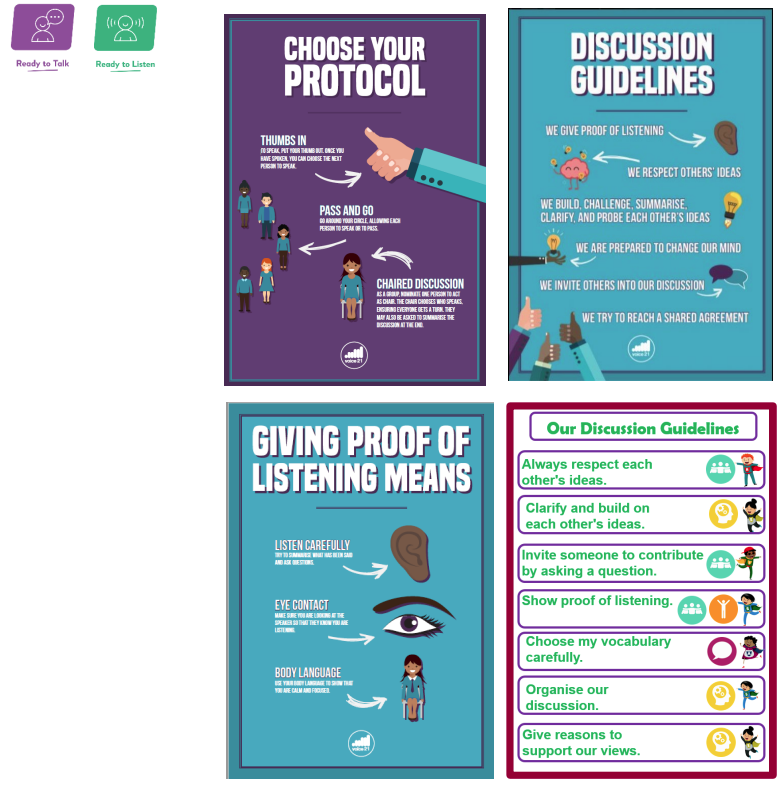 Ready to Talk
Ready to Listen
CHOOSE YOUR
PROTOCOL
THUMBS IN
TO SPEAK, PUT YOUR THUMB OUT. ONCE YOU
HAVE SPOKEN, YOU CAN CHOOSE THE NEXT
PERSON TO SPEAK.
PASS AND GO
GO AROUND YOUR CIRCLE, ALLOWING EACH
PERSON TO SPEAK OR TO PASS.
CHAIRED DISCUSSION
AS A GROUP, NOMINATE ONE PERSON TO ACT
AS CHAIR. THE CHAIR CHOOSES WHO SPEAKS,
ENSURING EVERYONE GETS A TURN. THEY
MAY ALSO BE ASKED TO SUMMARISE THE
DISCUSSION AT THE END.
voice 21
DISCUSSION
GUIDELINES
WE GIVE PROOF OF LISTENING
WE RESPECT OTHERS' IDEAS
WE BUILD, CHALLENGE, SUMMARISE,
CLARIFY, AND PROBE EACH OTHER'S IDEAS
WE ARE PREPARED TO CHANGE OUR MIND
WE INVITE OTHERS INTO OUR DISCUSSION
WE TRY TO REACH A SHARED AGREEMENT
voice 21
GIVING PROOF OF
LISTENING MEANS
LISTEN CAREFULLY
TRY TO SUMMARISE WHAT HAS BEEN SAID
AND ASK QUESTIONS.
EYE CONTACT
MAKE SURE YOU ARE LOOKING AT THE
SPEAKER SO THAT THEY KNOW YOU ARE
LISTENING.
BODY LANGUAGE
USE YOUR BODY LANGUAGE TO SHOW THAT
YOU ARE CALM AND FOCUSED.
voice 21
Our Discussion Guidelines
Always respect each
other's ideas.
Clarify and build on
each other's ideas.
Invite someone to contribute
by asking a question.
Show proof of listening.
Choose my vocabulary
carefully.
Organise our
discussion.
Give reasons to
support our views.